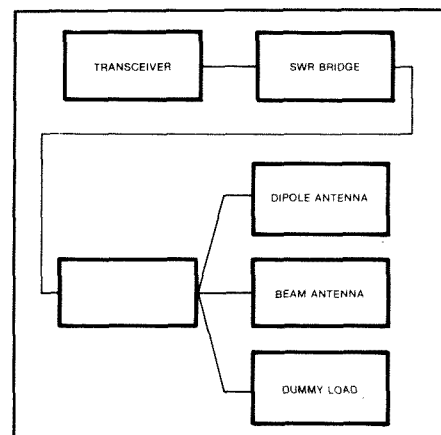 TRANSCEIVER
SWR BRIDGE
DIPOLE ANTENNA
BEAM ANTENNA
DUMMY LOAD